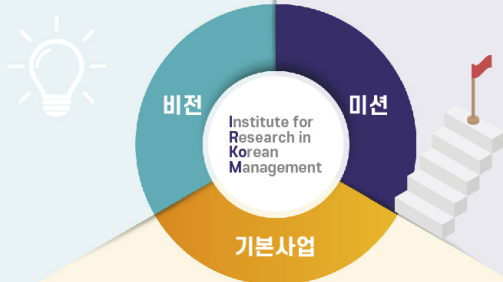 비전
미션
Institute for
Research in
Korean
Management
기본사업